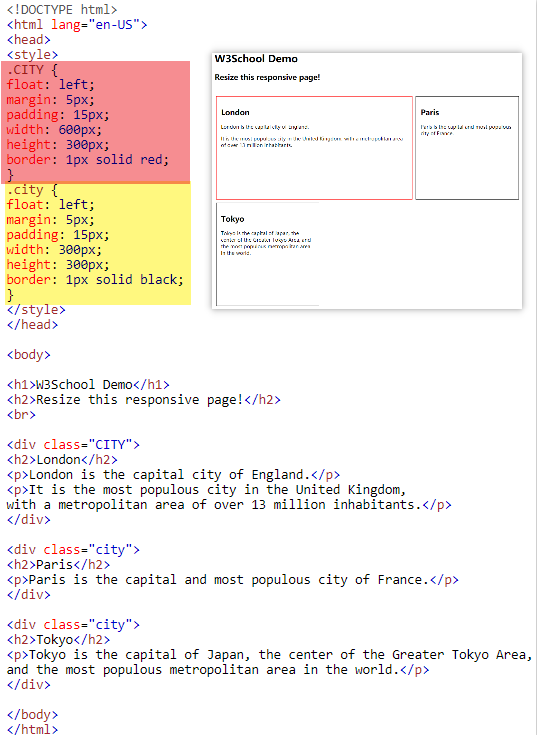 <!DOCTYPE html>
<html lang="en-US">
<head>
<style>
.CITY {
float: left;
margin: 5px;
padding: 15px;
width: 600px;
height: 300px;
border: 1px solid red;
}
.city {
float: left;
margin: 5px;
padding: 15px;
width: 300px;
height: 300px;
border: 1px solid black;
}
</style>
</head>
<body>
<h1>W3School Demo</h1>
<h2>Resize this responsive page!</h2>
<br>
<div class="CITY">
<h2>London</h2>
<p>London is the capital city of England.</p>
<p>It is the most populous city in the United Kingdom,
with a metropolitan area of over 13 million inhabitants.</p>
</div>
<div class="city">
<h2>Paris</h2>
<p>Paris is the capital and most populous city of France.</p>
</div>
<div class="city">
<h2>Tokyo</h2>
<p>Tokyo is the capital of Japan, the center of the Greater Tokyo Area,
and the most populous metropolitan area in the world.</p>
</div>
</body>
</html>
W3School Demo
Resize this responsive page!
London
London is the capital city of England.
It is the most populous city in the United Kingdom, with a metropolitan area
of over 13 million inhabitants.
Paris
Paris is the capital and most populous
city of France.
Tokyo
Tokyo is the capital of Japan, the
center of the Greater Tokyo Area, and
the most populous metropolitan area
in the world.